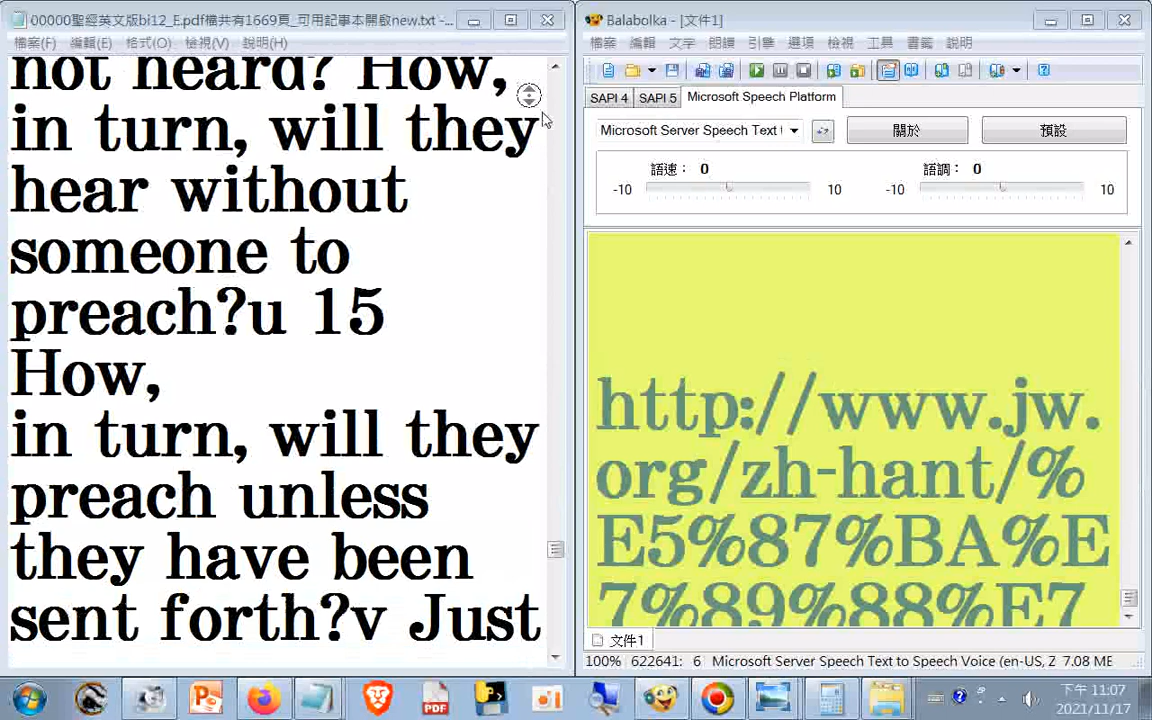 00000聖經英文版bi12_E.pdf檔共有1669頁_可用記事本開啟new.txt -...
檔案(F) 編輯(E) 格式(O) 檢視(V) 說明(H)
not heard? How,
in turn, will they
hear without
someone to
preach?u 15
How,
in turn, will they
preach unless
they have been
sent forth?v Just
Balabolka - [文件1]
檔案 編輯 文字 朗讀 引擎 選項 檢視 工具 書籤 說明
SAPI 4 SAPI 5 Microsoft Speech Platform
Microsoft Server Speech Text 關於 預設
語速： 0 語調： 0
-10 10 -10 10
http://www.jw.
org/zh-hant/%
E5%87%BA%E
7%89%88%E7
文件1
100% 622641: 6 Microsoft Server Speech Text to Speech Voice (en-US, Z 7.08 ME
PDF
下午 11:07
2021/11/17